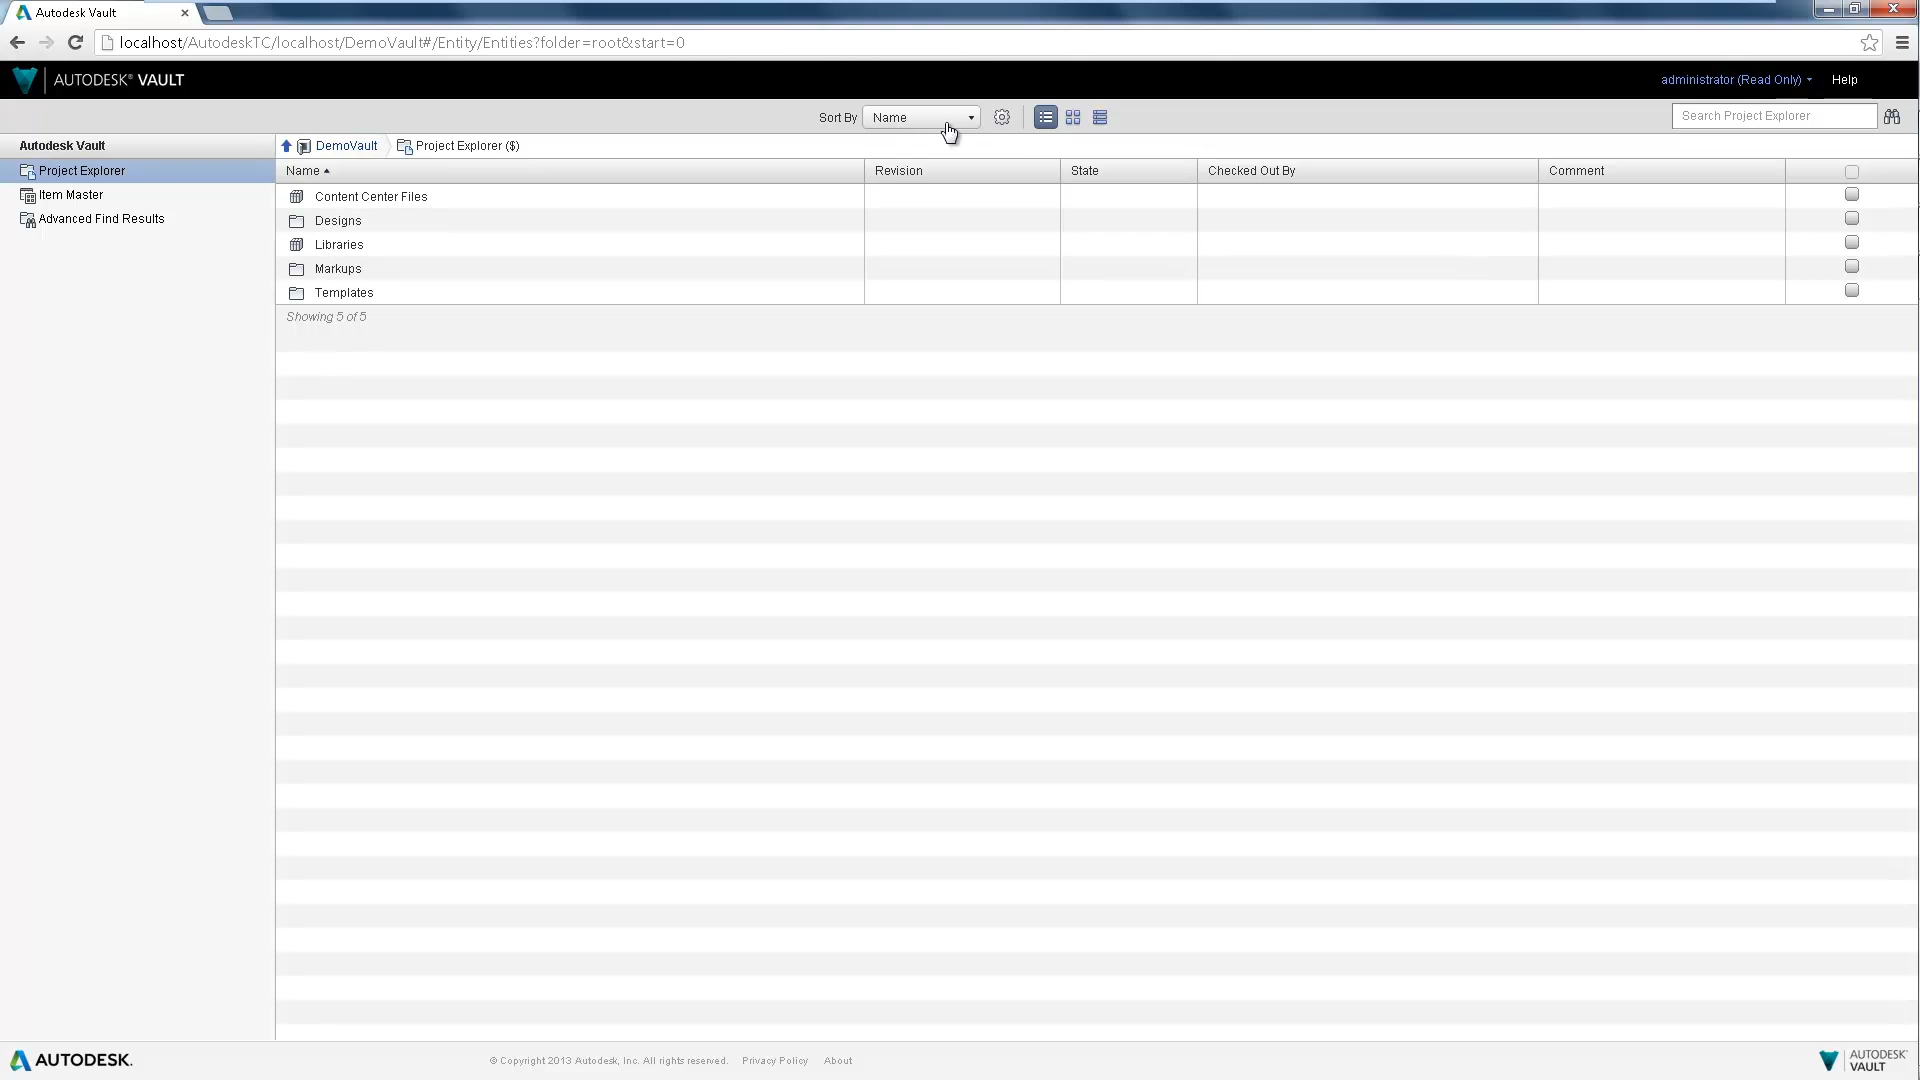 Autodesk Vault
localhost/AutodeskTC/localhost/DemoVault#/Entity/Entities?folder=root&start=0
AUTODESK® VAULT
administrator (Read Only)
Help
Sort By
Name
Search Project Explorer
Autodesk Vault
DemoVault
Project Explorer ($)
Project Explorer
Item Master
Advanced Find Results
Name
Revision
State
Checked Out By
Comment
Content Center Files
Designs
Libraries
Markups
Templates
Showing 5 of 5
AUTODESK.
© Copyright 2013 Autodesk, Inc. All rights reserved.
Privacy Policy
About
AUTODESK®
VAULT